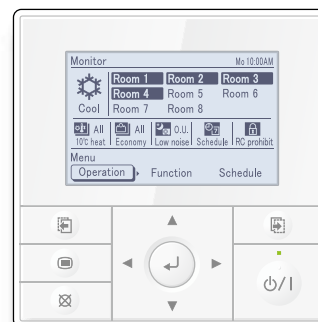 Monitor Mo 10:00AM
Room 1 Room 2 Room 3
Room 4 Room 5 Room 6
Cool Room 7 Room 8
All All O.U.
10℃ heat Economy Low noise Schedule RC prohibit
Menu
Operation Function Schedule